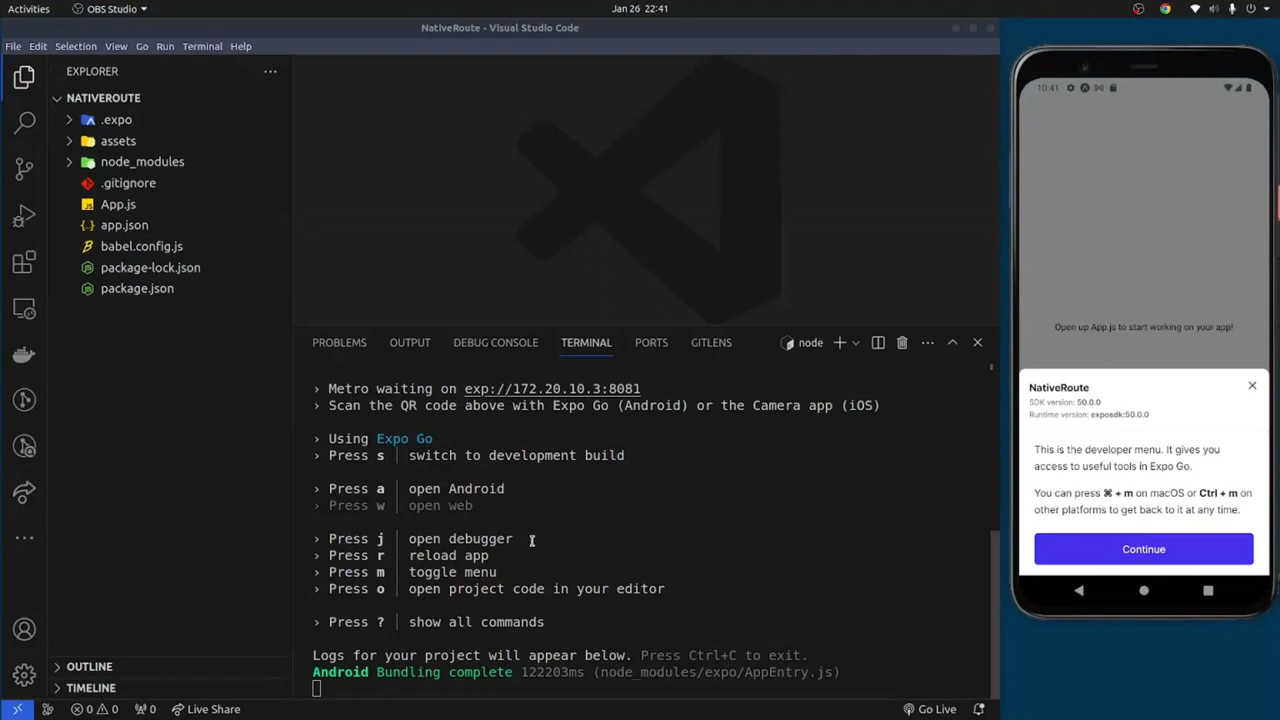 Activities
OBS Studio
Jan 26 22:41
NativeRoute - Visual Studio Code
File Edit Selection View Go Run Terminal Help
EXPLORER
NATIVEROUTE
.expo
assets
node_modules
.gitignore
App.js
app.json
babel.config.js
package-lock.json
package.json
OUTLINE
TIMELINE
PROBLEMS OUTPUT DEBUG CONSOLE TERMINAL PORTS GITLENS
node
› Metro waiting on exp://172.20.10.3:8081
› Scan the QR code above with Expo Go (Android) or the Camera app (iOS)
› Using Expo Go
› Press s │ switch to development build
› Press a │ open Android
› Press w │ open web
› Press j │ open debugger
› Press r │ reload app
› Press m │ toggle menu
› Press o │ open project code in your editor
› Press ? │ show all commands
Logs for your project will appear below. Press Ctrl+C to exit.
Android Bundling complete 122203ms (node_modules/expo/AppEntry.js)
0 0 0 Live Share
Go Live
10:41
Open up App.js to start working on your app!
NativeRoute
SDK version: 50.0.0
Runtime version: exposdk:50.0.0
This is the developer menu. It gives you
access to useful tools in Expo Go.
You can press ⌘ + m on macOS or Ctrl + m on
other platforms to get back to it at any time.
Continue